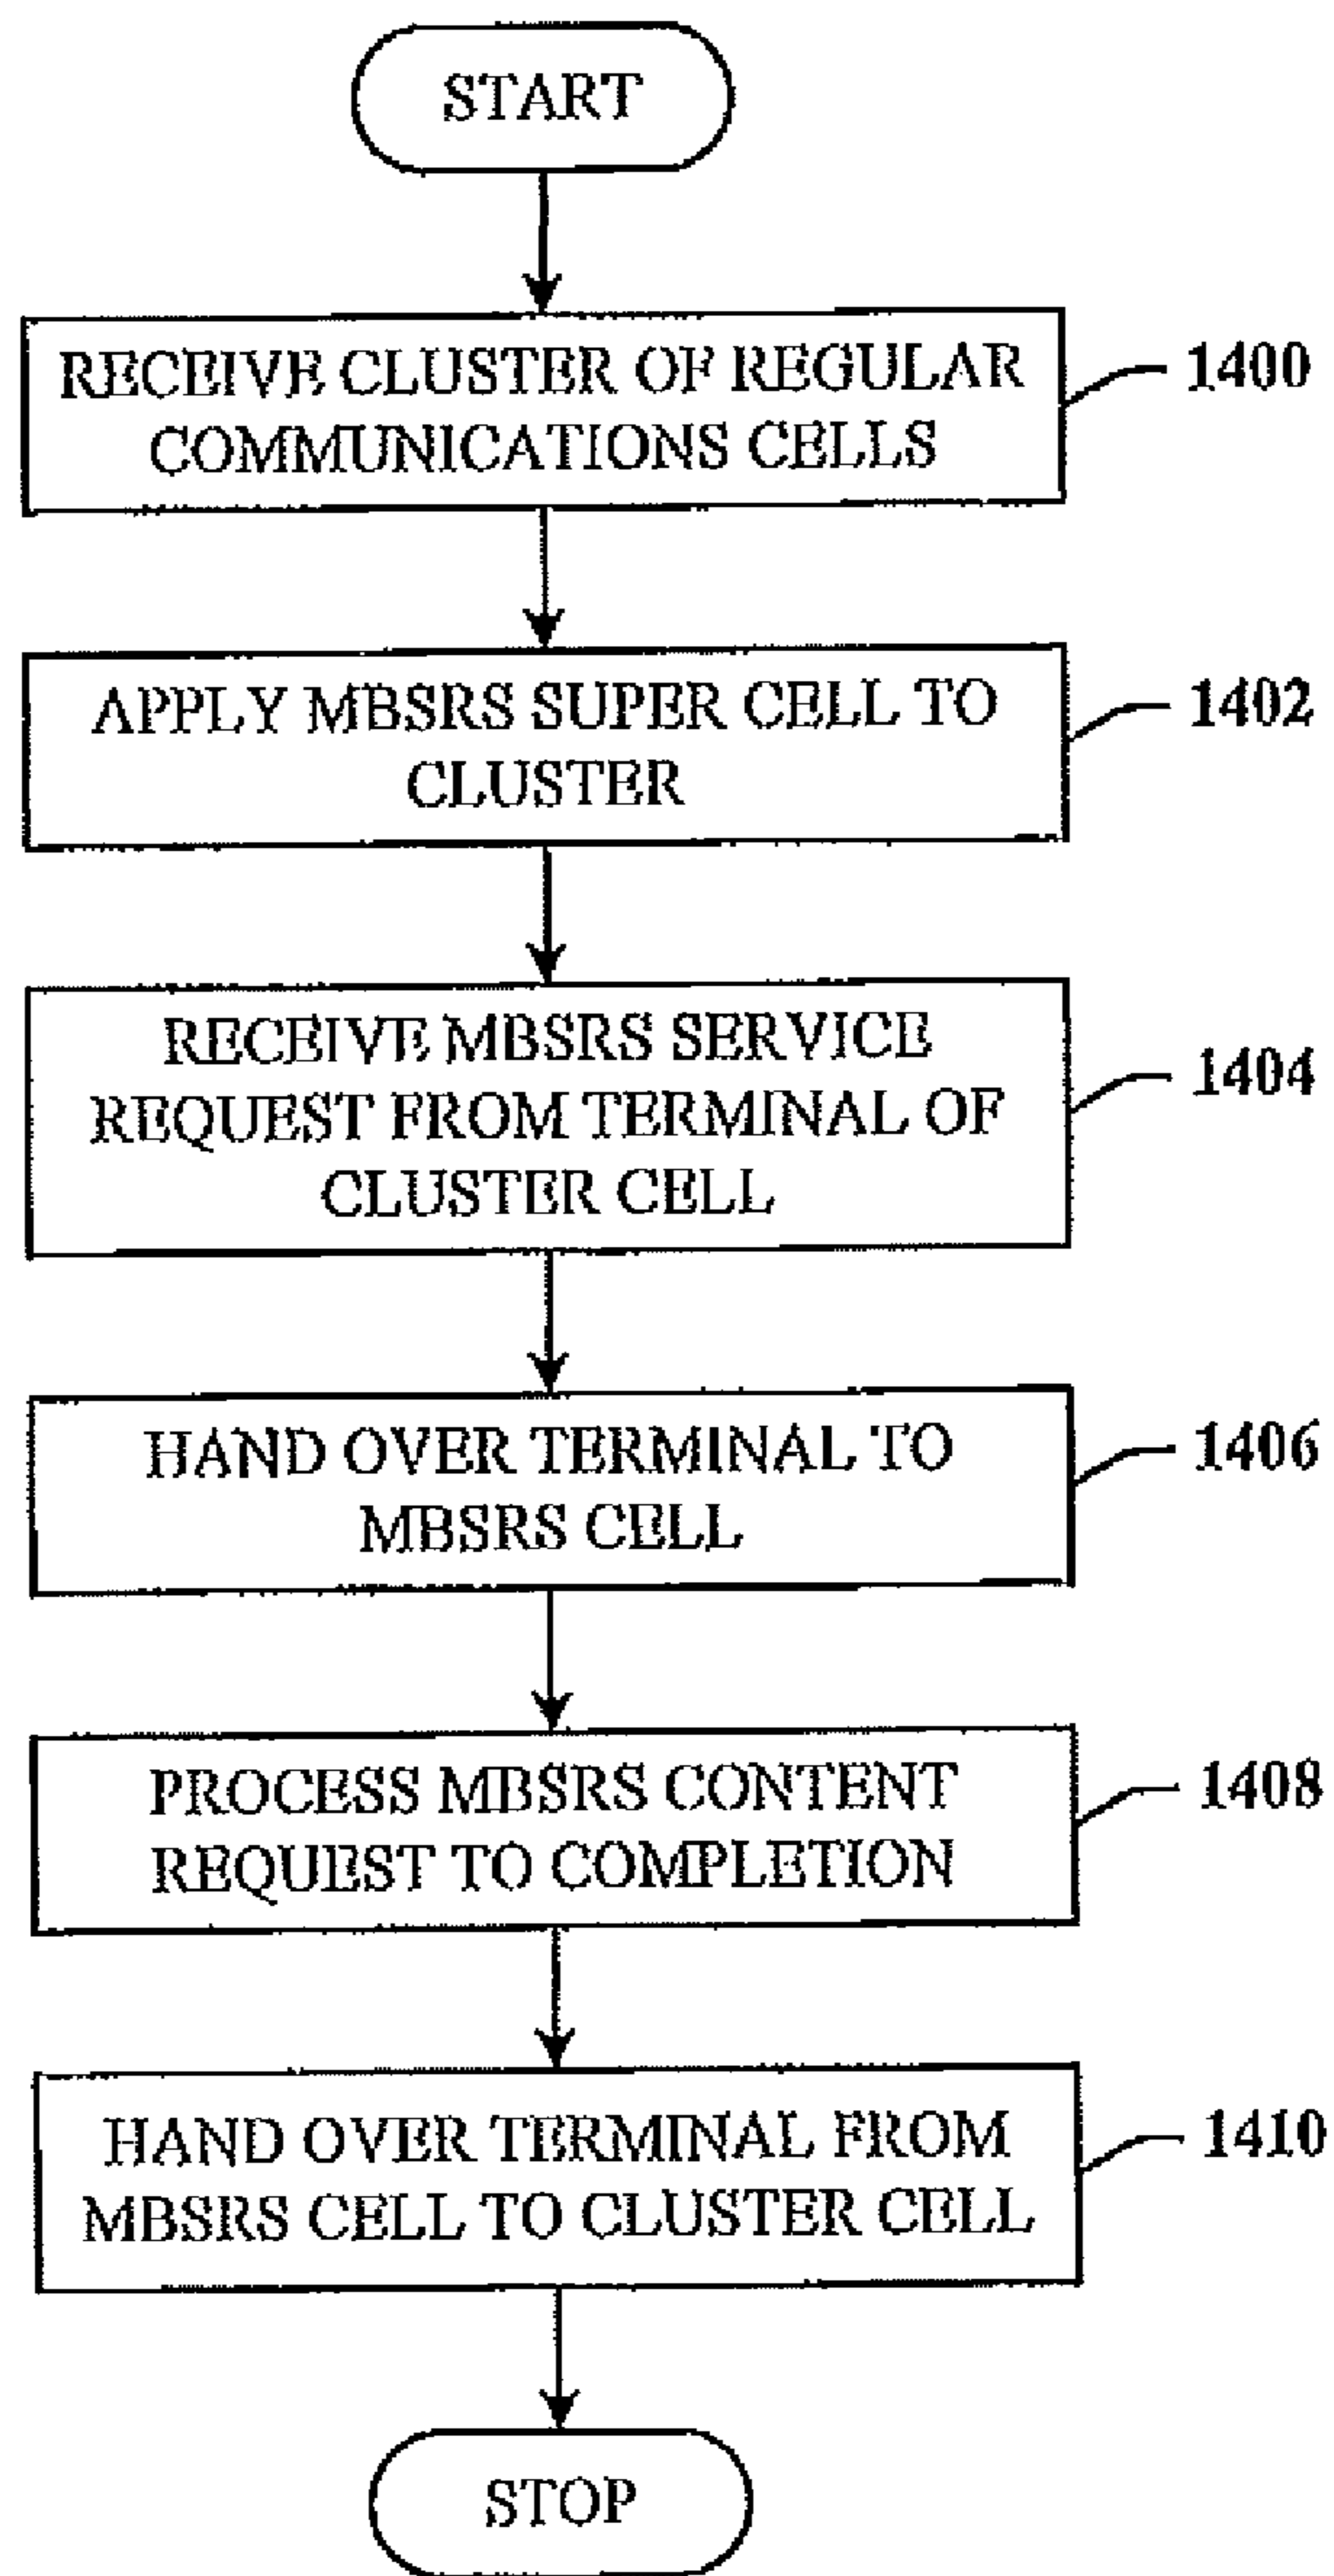 START
RECEIVE CLUSTER OF REGULAR
COMMUNICATIONS CELLS
1400
APPLY MBSRS SUPER CELL TO
CLUSTER
1402
RECEIVE MBSRS SERVICE
REQUEST FROM TERMINAL OF
CLUSTER CELL
1404
HAND OVER TERMINAL TO
MBSRS CELL
1406
PROCESS MBSRS CONTENT
REQUEST TO COMPLETION
1408
HAND OVER TERMINAL FROM
MBSRS CELL TO CLUSTER CELL
1410
STOP